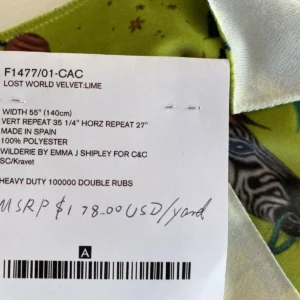 F1477/01-CAC
LOST WORLD VELVET:LIME
WIDTH 55" (140cm)
VERT REPEAT 35 1/4" HORZ REPEAT 27"
MADE IN SPAIN
100% POLYESTER
WILDERIE BY EMMA J SHIPLEY FOR C&C
SC/Kravet
HEAVY DUTY 100000 DOUBLE RUBS
MSRP $178.00 USD/yard
A